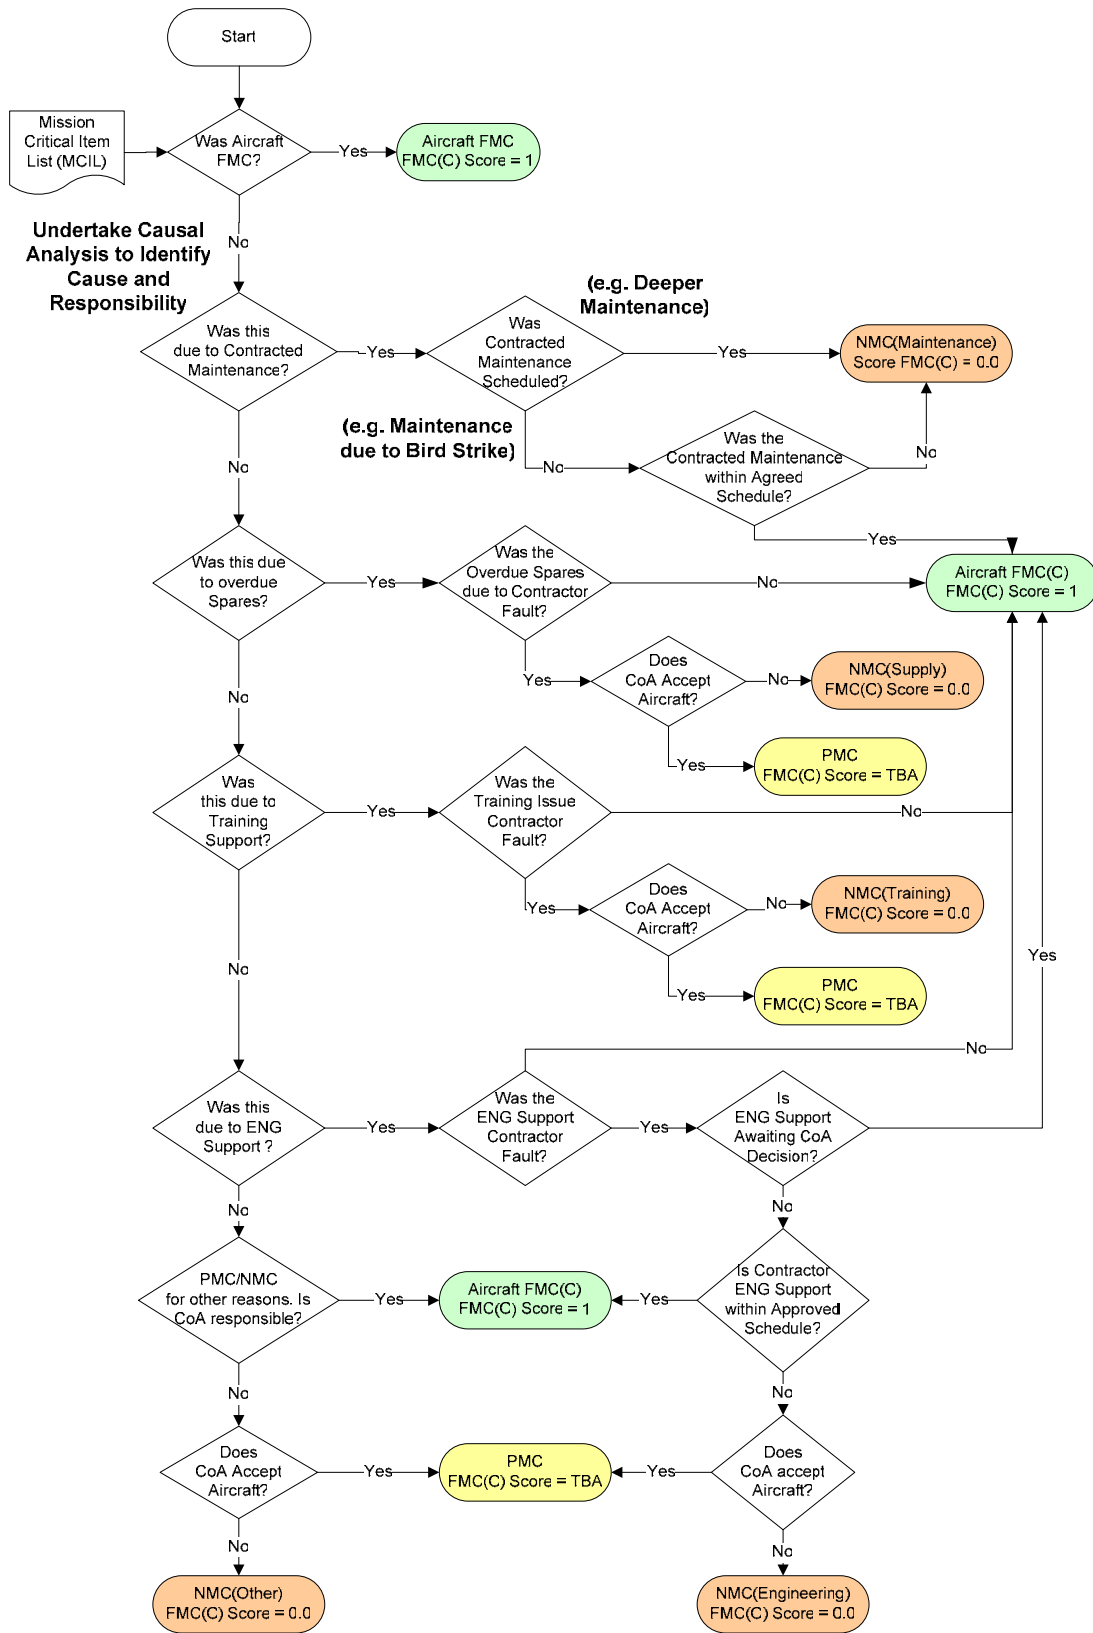 Start
Mission
Critical Item
List (MCIL)
Was Aircraft
FMC?
Yes
Aircraft FMC
FMC(C) Score = 1
No
Undertake Causal
Analysis to Identify
Cause and
Responsibility
Was this
due to Contracted
Maintenance?
Yes
Was
Contracted
Maintenance
Scheduled?
(e.g. Deeper
Maintenance)
Yes
NMC(Maintenance)
Score FMC(C) = 0.0
(e.g. Maintenance
due to Bird Strike)
No
Was the
Contracted Maintenance
within Agreed
Schedule?
No
Yes
No
Was this due
to overdue
Spares?
Yes
Was the
Overdue Spares
due to Contractor
Fault?
No
Aircraft FMC(C)
FMC(C) Score = 1
Yes
Does
CoA Accept
Aircraft?
No
NMC(Supply)
FMC(C) Score = 0.0
Yes
PMC
FMC(C) Score = TBA
No
Was
this due to
Training
Support?
Yes
Was the
Training Issue
Contractor
Fault?
No
Yes
Does
CoA Accept
Aircraft?
No
NMC(Training)
FMC(C) Score = 0.0
Yes
PMC
FMC(C) Score = TBA
Yes
No
No
Was this
due to ENG
Support ?
Yes
Was the
ENG Support
Contractor
Fault?
Yes
Is
ENG Support
Awaiting CoA
Decision?
No
No
PMC/NMC
for other reasons. Is
CoA responsible?
Yes
Aircraft FMC(C)
FMC(C) Score = 1
Yes
Is Contractor
ENG Support
within Approved
Schedule?
No
No
Does
CoA Accept
Aircraft?
Yes
PMC
FMC(C) Score = TBA
Yes
Does
CoA accept
Aircraft?
No
No
NMC(Other)
FMC(C) Score = 0.0
NMC(Engineering)
FMC(C) Score = 0.0